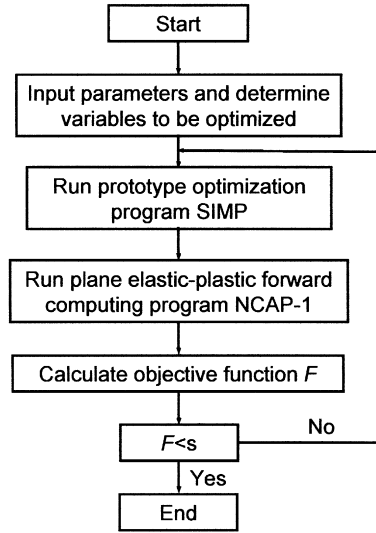 Start
Input parameters and determine
variables to be optimized
Run prototype optimization
program SIMP
Run plane elastic-plastic forward
computing program NCAP-1
Calculate objective function F
F<s
No
Yes
End